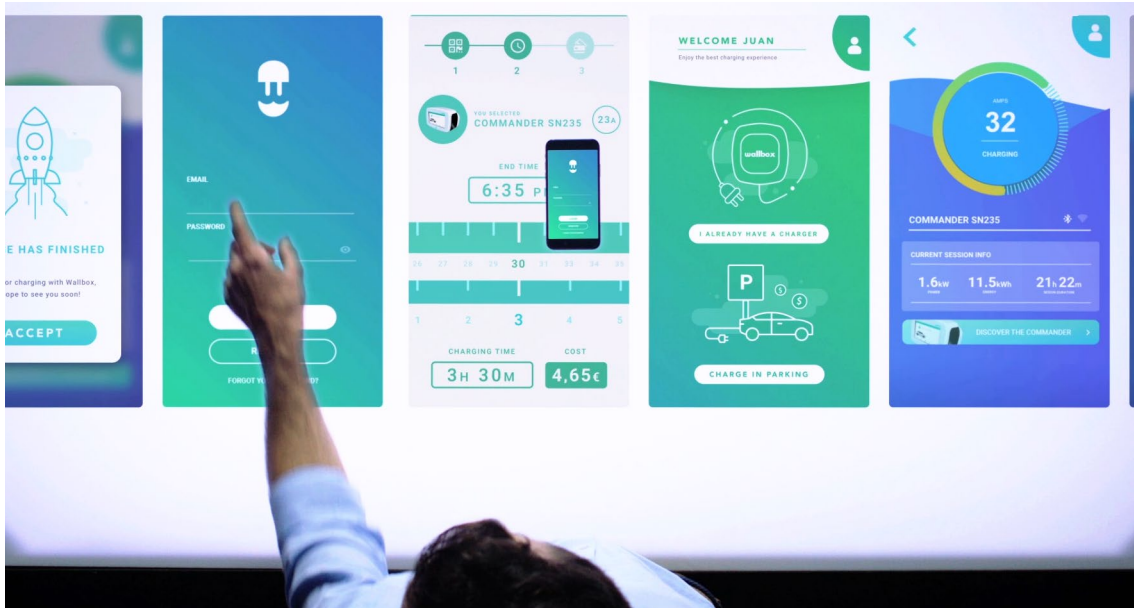 E HAS FINISHED
or charging with Wallbox,
ope to see you soon!
ACCEPT
EMAIL
PASSWORD
FORGOT
1 2 3
YOU SELECTED
COMMANDER SN235
23A
END TIME
6:35 P
26 27 28 29 30 31 33 34 35
1 2 3 4 5
CHARGING TIME
COST
3H 30M
4,65€
WELCOME JUAN
Enjoy the best charging experience
wallbox
I ALREADY HAVE A CHARGER
P
$
$
CHARGE IN PARKING
AMPS
32
CHARGING
COMMANDER SN235
CURRENT SESSION INFO
1.6kW 11.5kWh 21h 22m
DISCOVER THE COMMANDER >